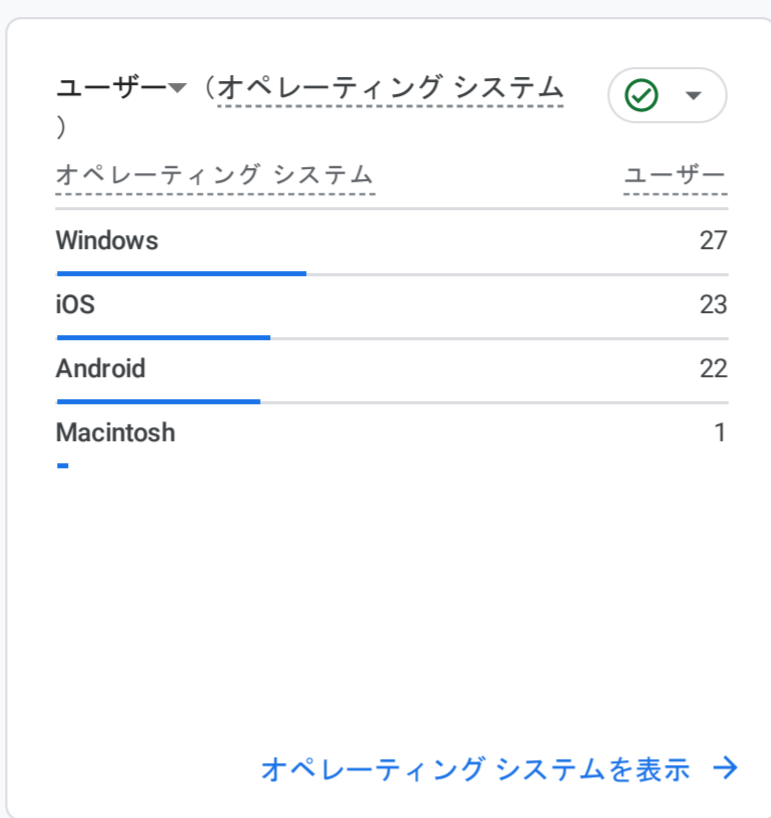 ユーザー（オペレーティング システム
）
オペレーティング システム ユーザー
Windows 27
iOS 23
Android 22
Macintosh 1
オペレーティング システムを表示 →